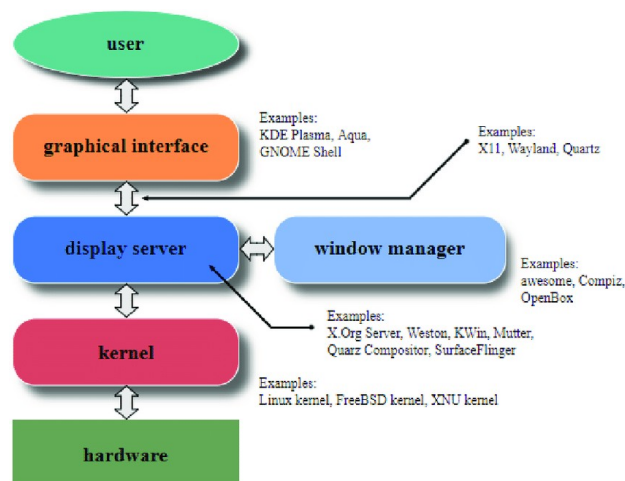 user
graphical interface
Examples:
KDE Plasma, Aqua,
GNOME Shell
Examples:
X11, Wayland, Quartz
display server
window manager
Examples:
awesome, Compiz,
OpenBox
Examples:
X.Org Server, Weston, KWin, Mutter,
Quarz Compositor, SurfaceFlinger
kernel
Examples:
Linux kernel, FreeBSD kernel, XNU kernel
hardware